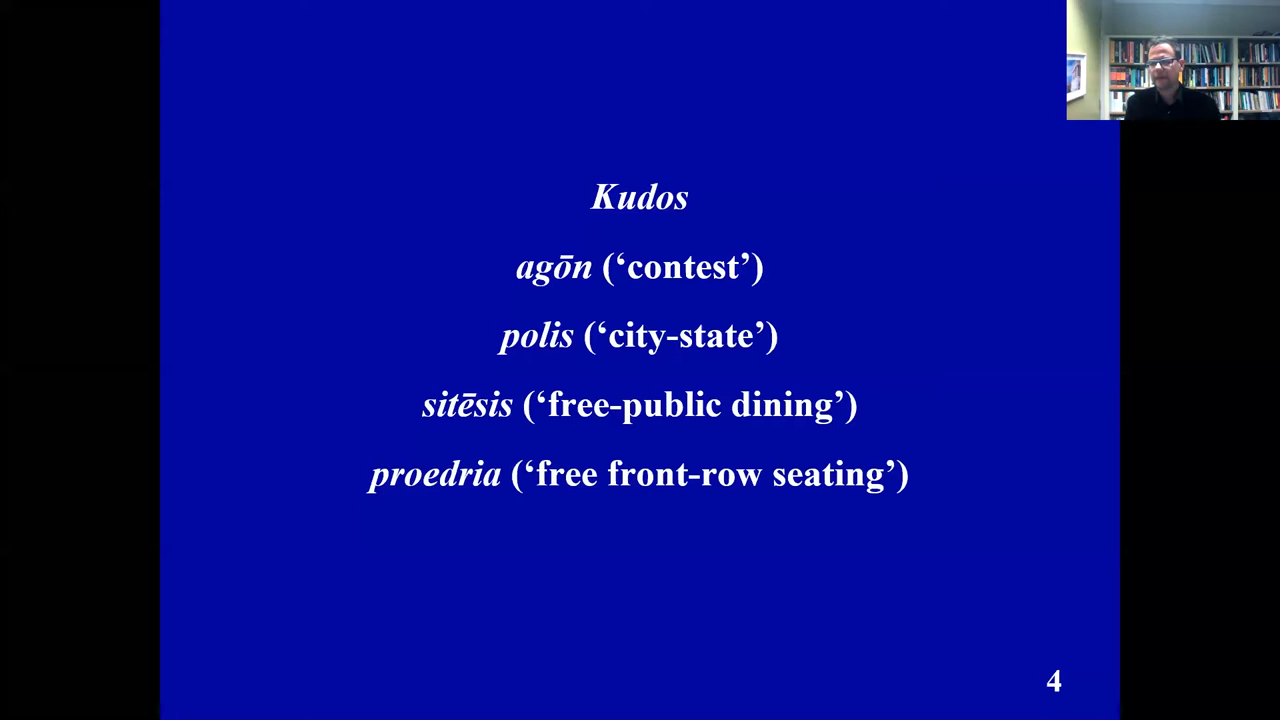 Kudos
agōn (‘contest’)
polis (‘city-state’)
sitēsis (‘free-public dining’)
proedria (‘free front-row seating’)
4